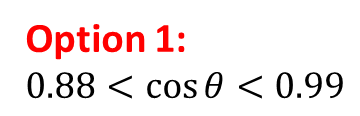 Option 1:
0.88 < cos θ < 0.99